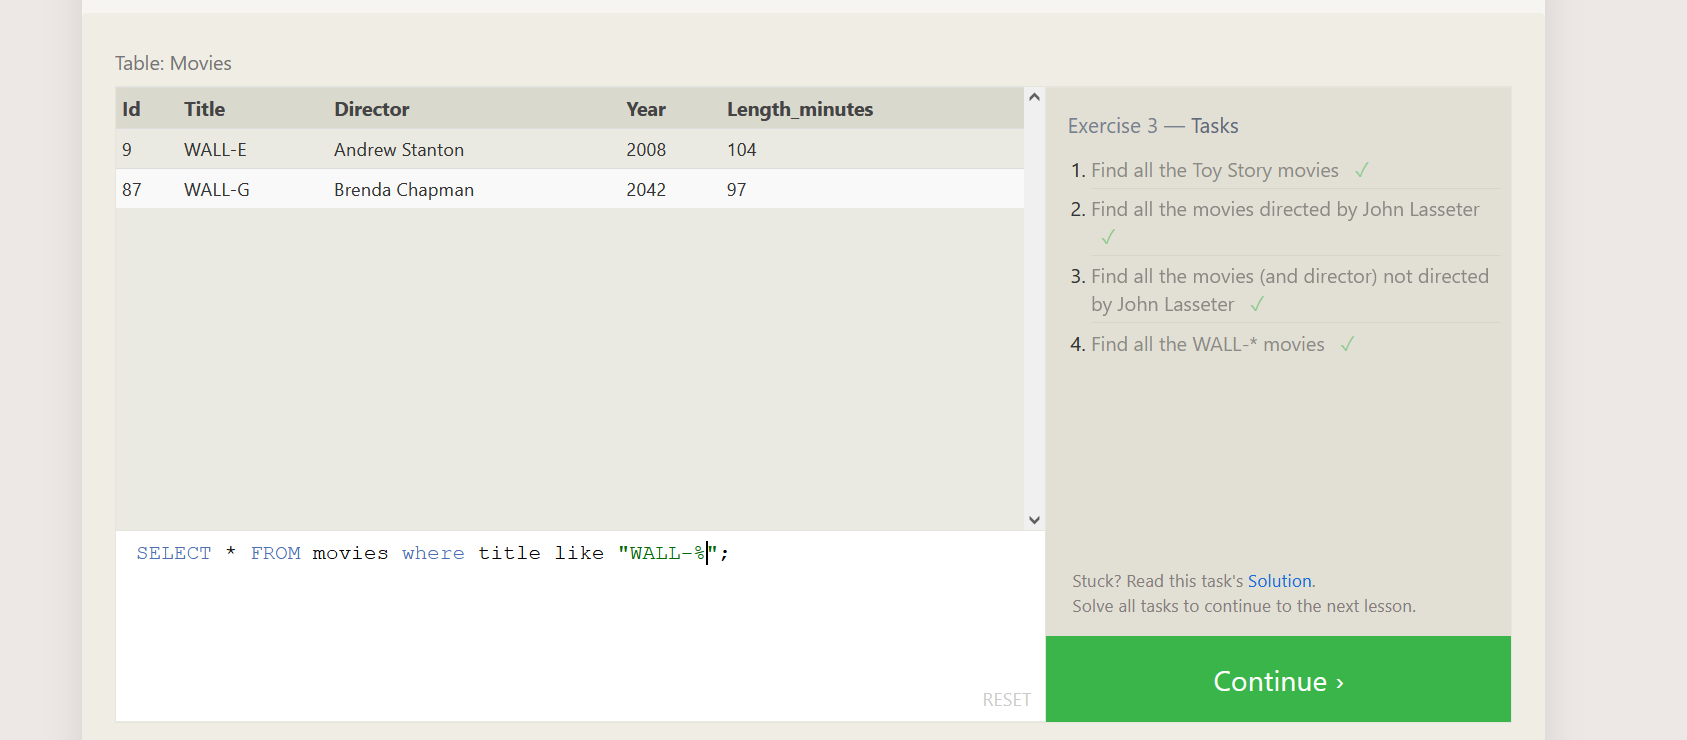 Table: Movies
Id Title Director Year Length_minutes
9 WALL-E Andrew Stanton 2008 104
87 WALL-G Brenda Chapman 2042 97
SELECT * FROM movies where title like "WALL-%";
RESET
Exercise 3 — Tasks
1. Find all the Toy Story movies ✓
2. Find all the movies directed by John Lasseter
✓
3. Find all the movies (and director) not directed
by John Lasseter ✓
4. Find all the WALL-* movies ✓
Stuck? Read this task's Solution.
Solve all tasks to continue to the next lesson.
Continue ›